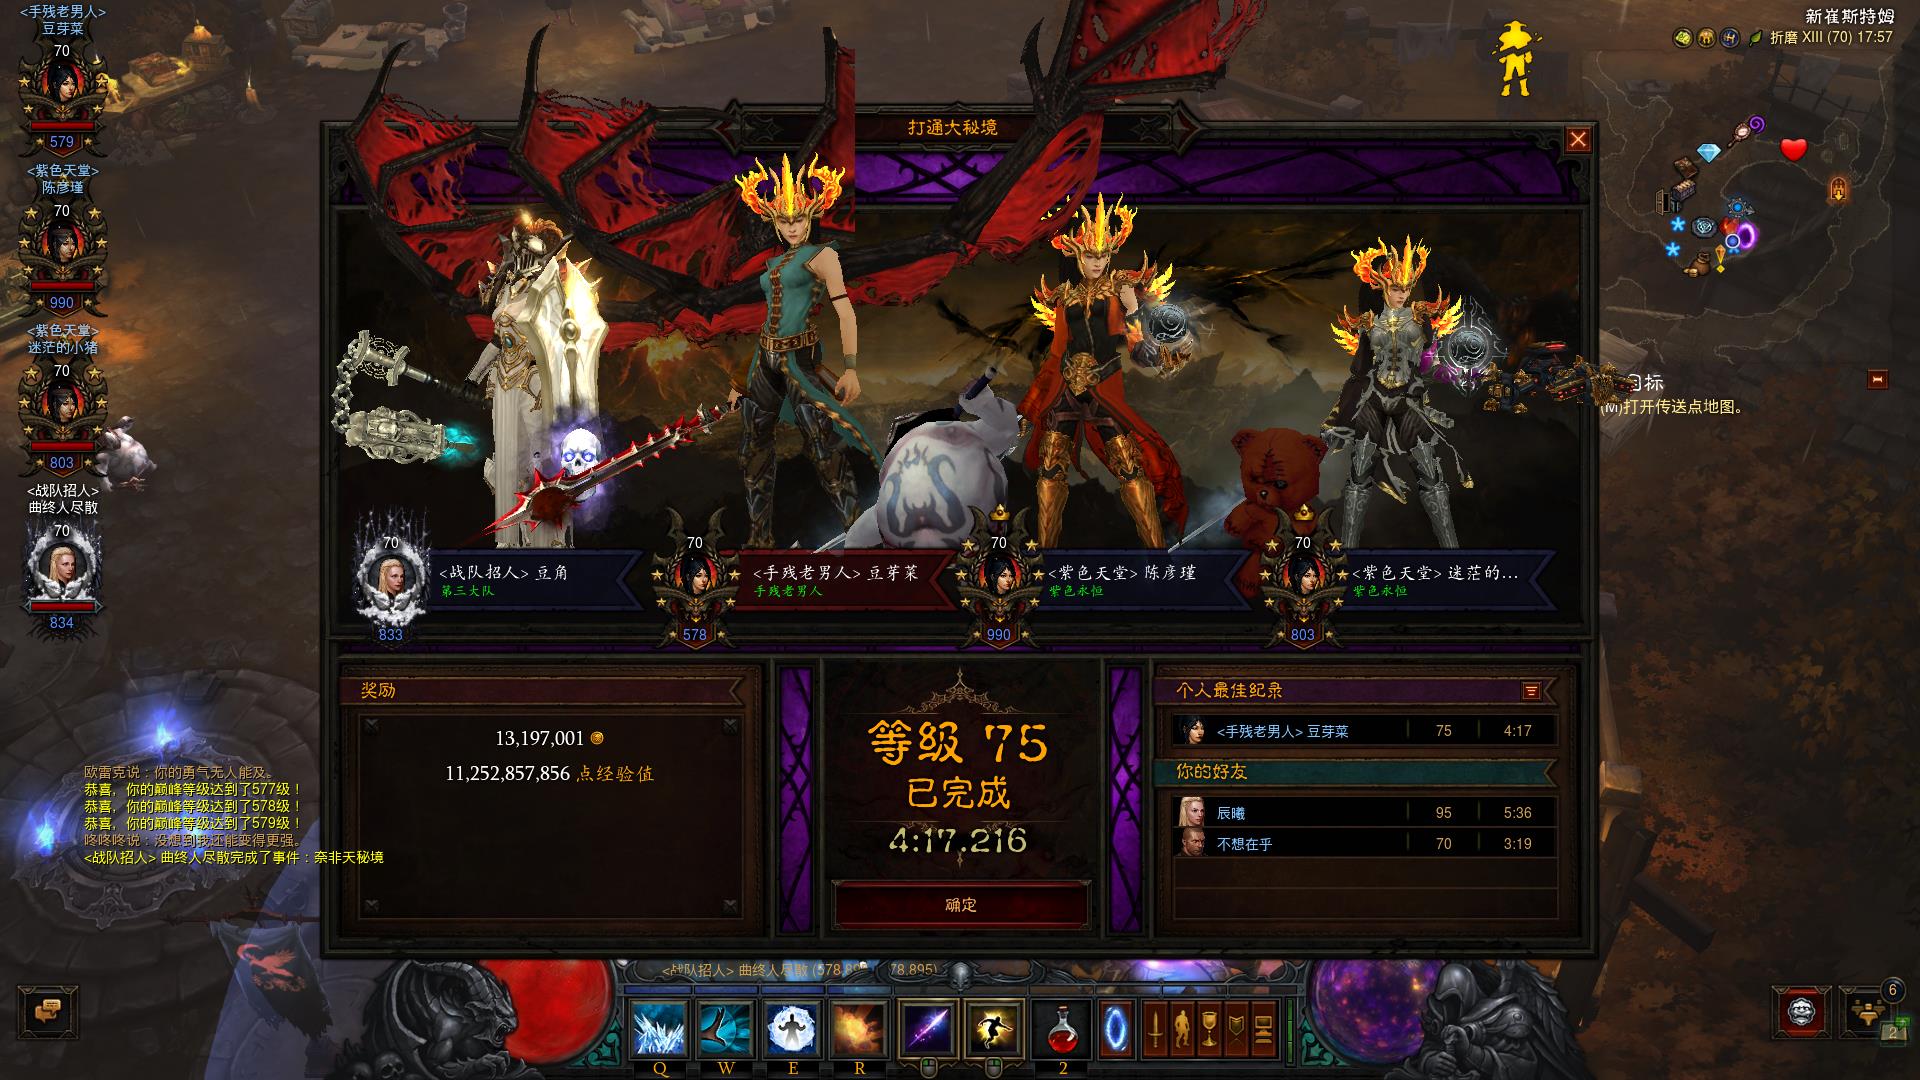 <手残老男人>
豆芽菜
70
579
<紫色天堂>
陈彦瑾
70
990
<紫色天堂>
迷茫的小猪
70
803
<战队招人>
曲终人尽散
70
834
新崔斯特姆
折磨 XIII (70) 17:57
目标
(M)打开传送点地图。
打通大秘境
70
<战队招人> 豆角
第三大队
833
70
<手残老男人> 豆芽菜
手残老男人
578
70
<紫色天堂> 陈彦瑾
紫色永恒
990
70
<紫色天堂> 迷茫的...
紫色永恒
803
奖励
13,197,001
11,252,857,856 点经验值
等级 75
已完成
4:17.216
确定
个人最佳纪录
<手残老男人> 豆芽菜 75 4:17
你的好友
辰曦 95 5:36
不想在乎 70 3:19
欧雷克说：你的勇气无人能及。
恭喜，你的巅峰等级达到了577级！
恭喜，你的巅峰等级达到了578级！
恭喜，你的巅峰等级达到了579级！
咚咚咚说：没想到我还能变得更强。
<战队招人> 曲终人尽散完成了事件：奈非天秘境
<战队招人> 曲终人尽散
Q
W
E
R
2
6
2